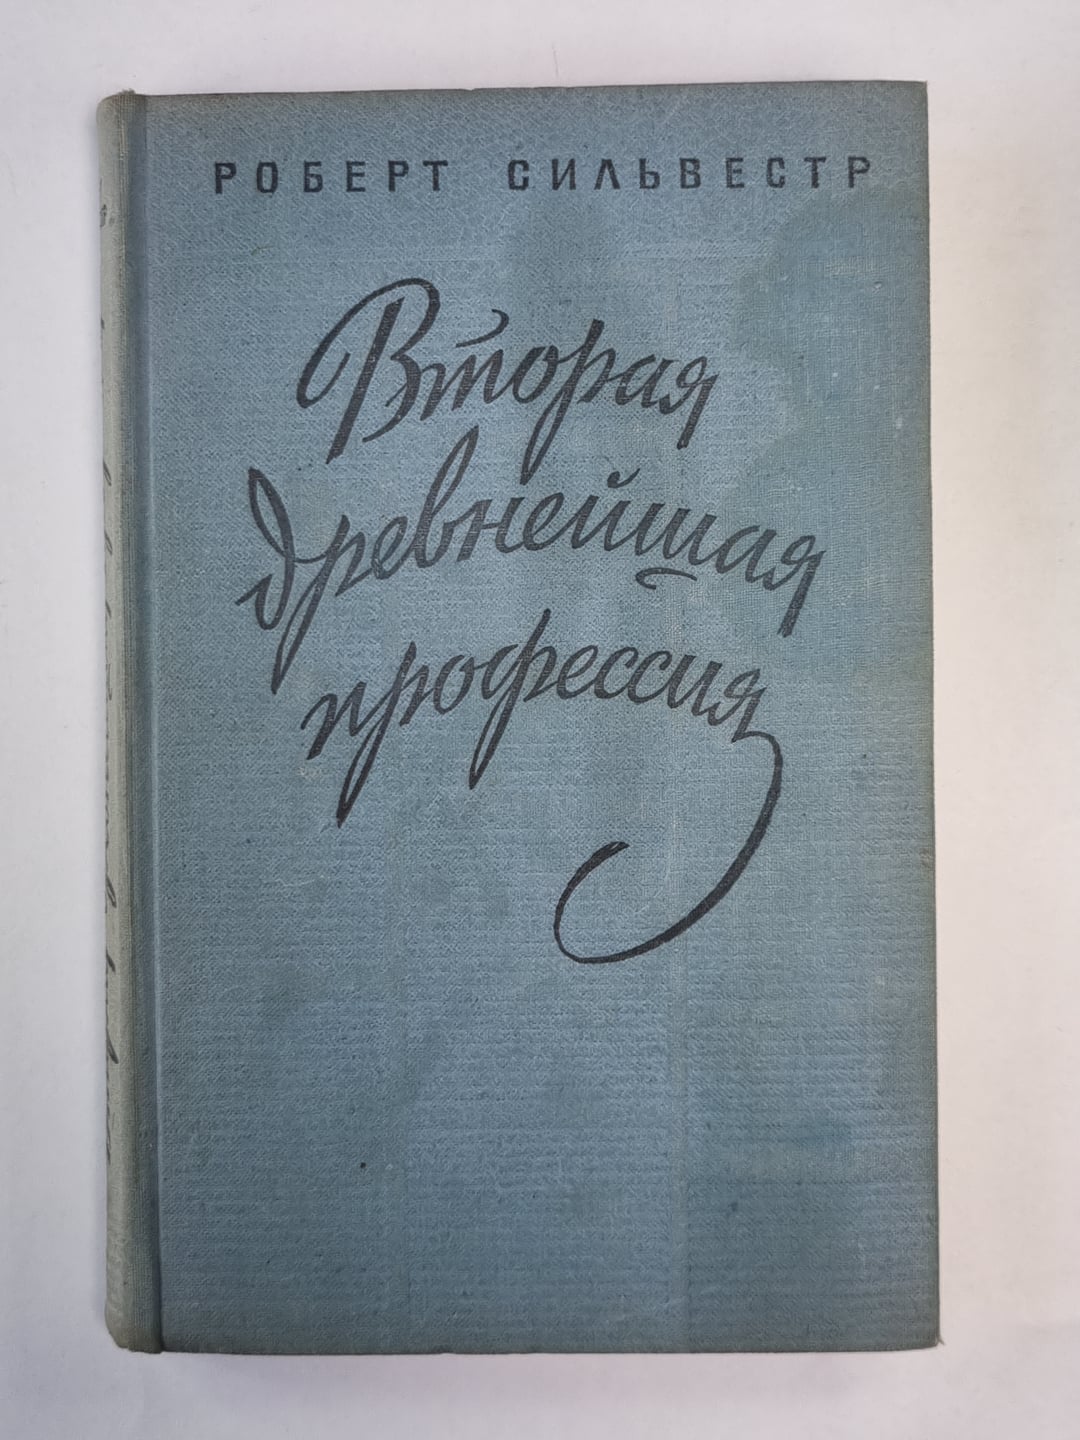 РОБЕРТ СИЛЬВЕСТР
Вторая
древнейшая
профессия